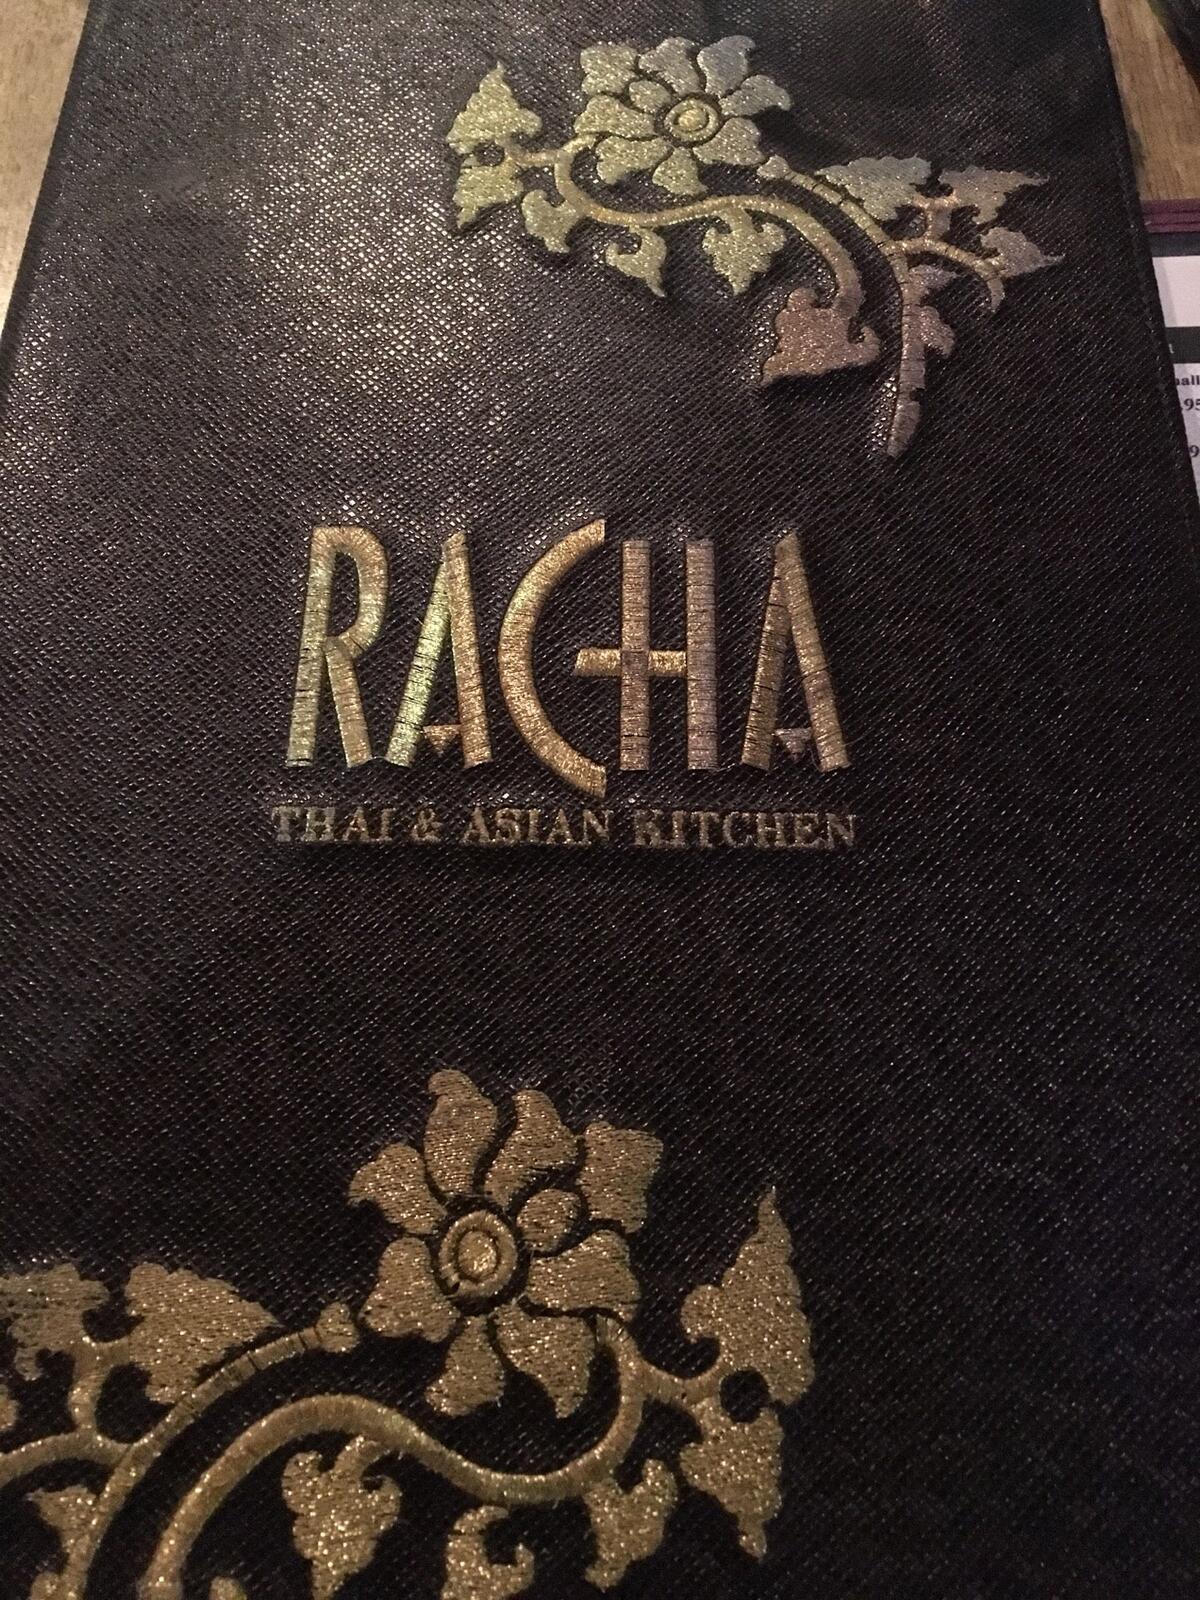 RACHA
THAI & ASIAN KITCHEN